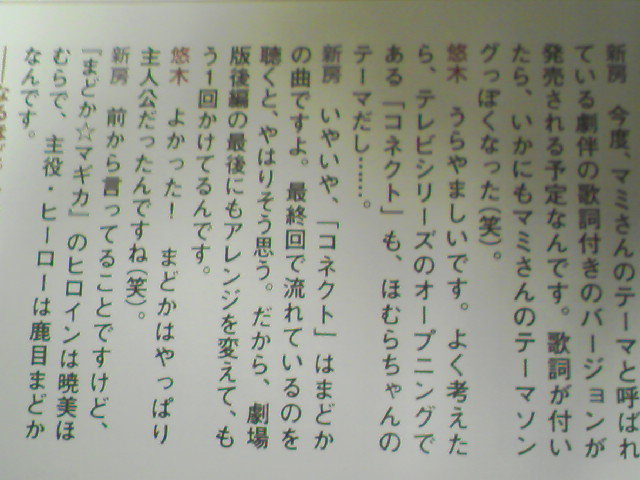 新房　今度、マミさんのテーマと呼ばれ
ている劇伴の歌詞付きのバージョンが
発売される予定なんです。歌詞が付い
たら、いかにもマミさんのテーマソン
グっぽくなった(笑)。
悠木　うらやましいです。よく考えた
ら、テレビシリーズのオープニングで
ある「コネクト」も、ほむらちゃんの
テーマだし……。
新房　いやいや、「コネクト」はまどか
の曲ですよ。最終回で流れているのを
聴くと、やはりそう思う。だから、劇場
版後編の最後にもアレンジを変えて、も
う1回かけてるんです。
悠木　よかった！　まどかはやっぱり
主人公だったんですね(笑)。
新房　前から言ってることですけど、
『まどか☆マギカ』のヒロインは暁美ほ
むらで、主役・ヒーローは鹿目まどか
なんです。